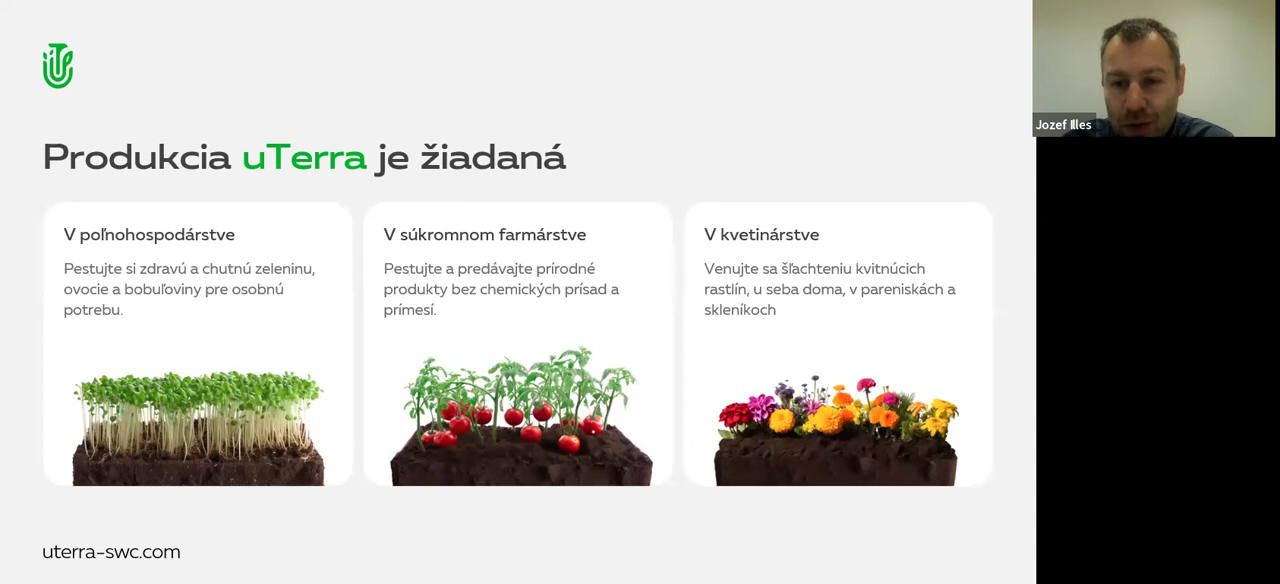 Produkcia uTerra je žiadaná
V poľnohospodárstve
Pestujte si zdravú a chutnú zeleninu,
ovocie a bobuľoviny pre osobnú
potrebu.
V súkromnom farmárstve
Pestujte a predávajte prírodné
produkty bez chemických prísad a
prímesí.
V kvetinárstve
Venujte sa šľachteniu kvitnúcich
rastlín, u seba doma, v pareniskách a
skleníkoch
uterra-swc.com
Jozef Illes